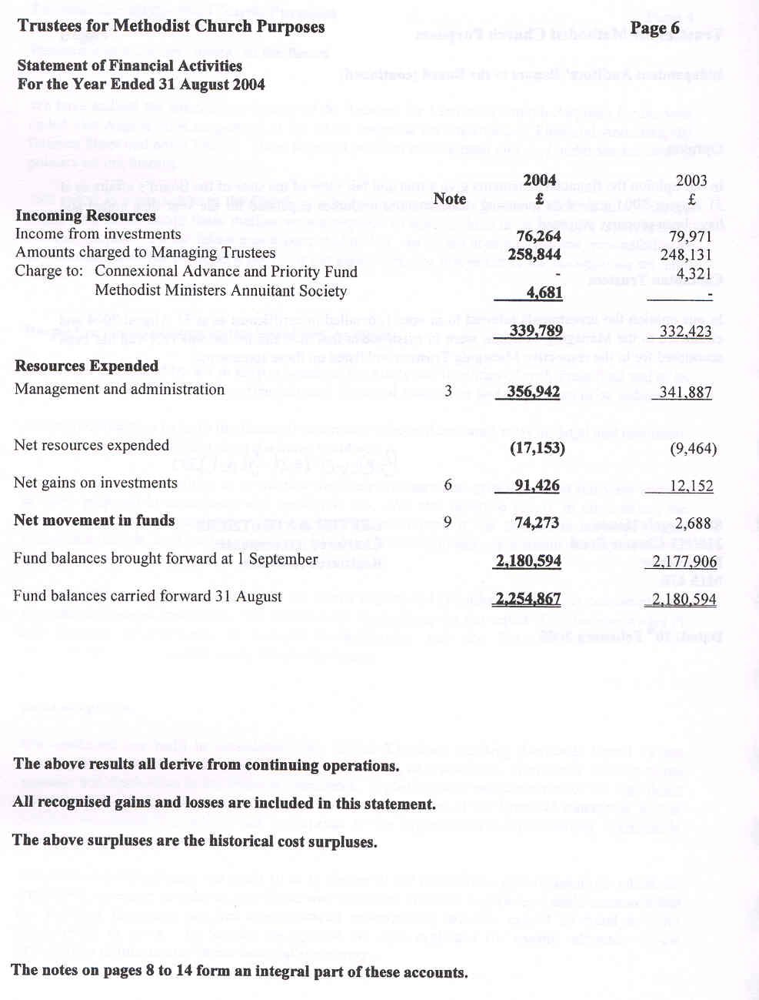 Trustees for Methodist Church Purposes Page 6
Statement of Financial Activities
For the Year Ended 31 August 2004
2004 2003
Note £ £
Incoming Resources
Income from investments 76,264 79,971
Amounts charged to Managing Trustees 258,844 248,131
Charge to: Connexional Advance and Priority Fund - 4,321
Methodist Ministers Annuitant Society 4,681 -
339,789 332,423
Resources Expended
Management and administration 3 356,942 341,887
Net resources expended (17,153) (9,464)
Net gains on investments 6 91,426 12,152
Net movement in funds 9 74,273 2,688
Fund balances brought forward at 1 September 2,180,594 2,177,906
Fund balances carried forward 31 August 2,254,867 2,180,594
The above results all derive from continuing operations.
All recognised gains and losses are included in this statement.
The above surpluses are the historical cost surpluses.
The notes on pages 8 to 14 form an integral part of these accounts.